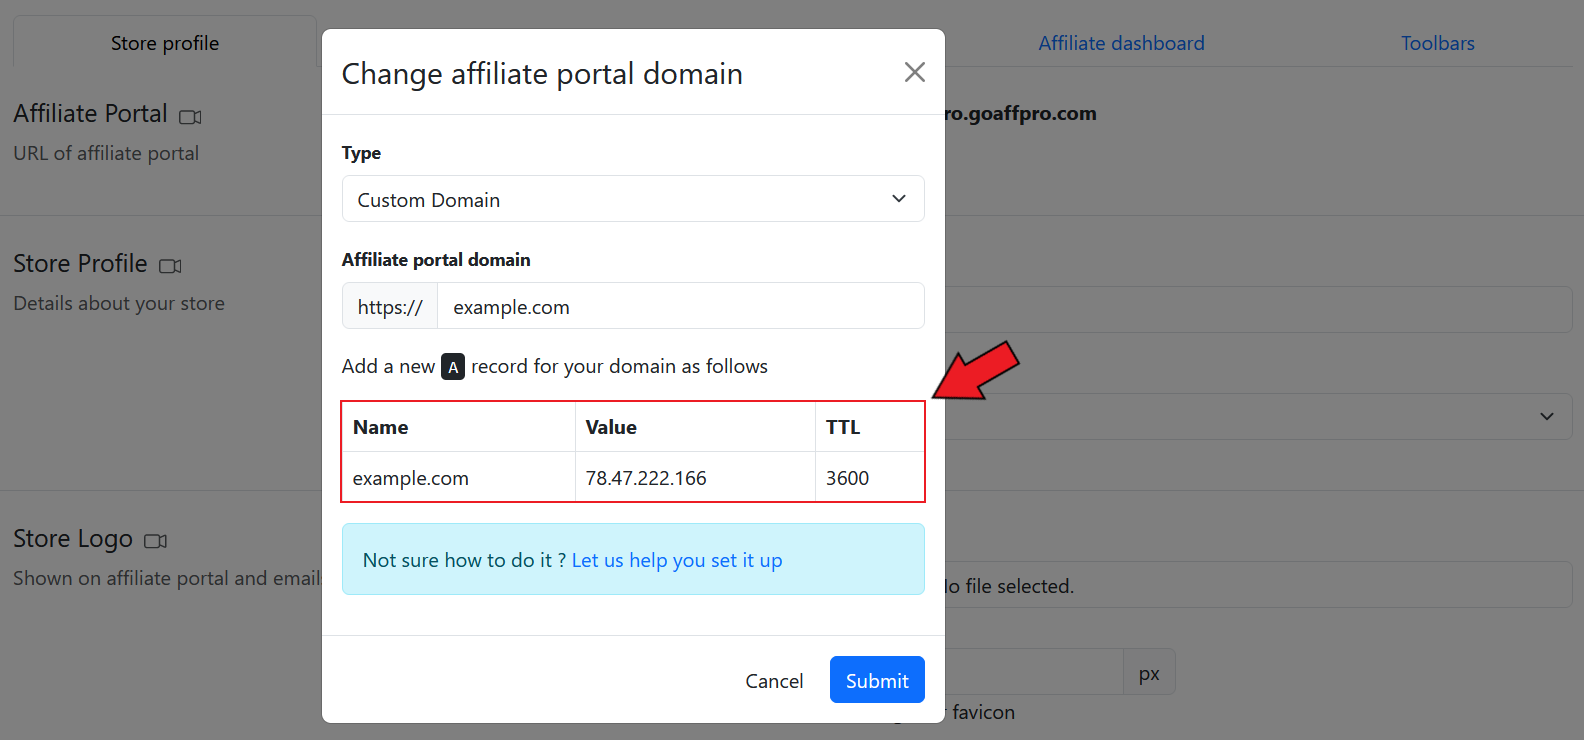 Store profile
Affiliate dashboard
Toolbars
Affiliate Portal
URL of affiliate portal
ro.goaffpro.com
Store Profile
Details about your store
Store Logo
Shown on affiliate portal and email
Change affiliate portal domain
Type
Custom Domain
Affiliate portal domain
https:// example.com
Add a new A record for your domain as follows
Name Value TTL
example.com 78.47.222.166 3600
Not sure how to do it ? Let us help you set it up
Cancel Submit
file selected.
px
favicon